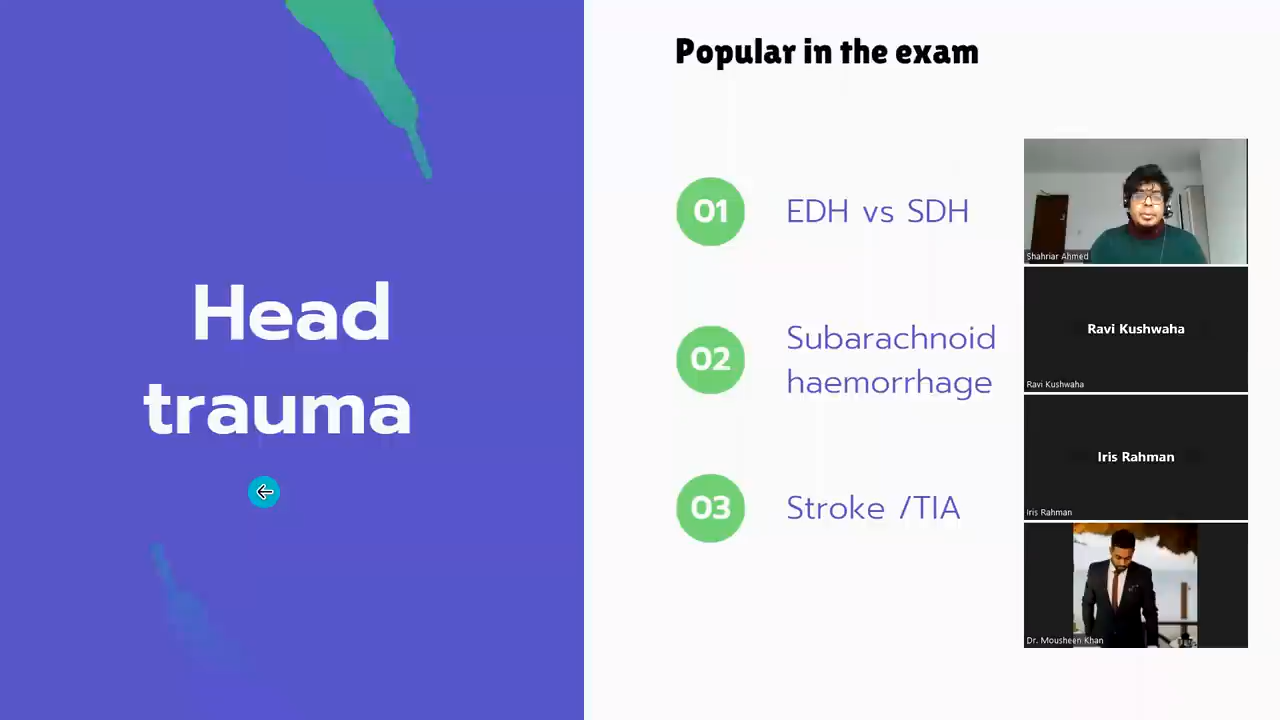 Popular in the exam
Head
trauma
01
EDH vs SDH
02
Subarachnoid
haemorrhage
03
Stroke /TIA
Shahriar Ahmed
Ravi Kushwaha
Ravi Kushwaha
Iris Rahman
Iris Rahman
Dr. Mousheen Khan